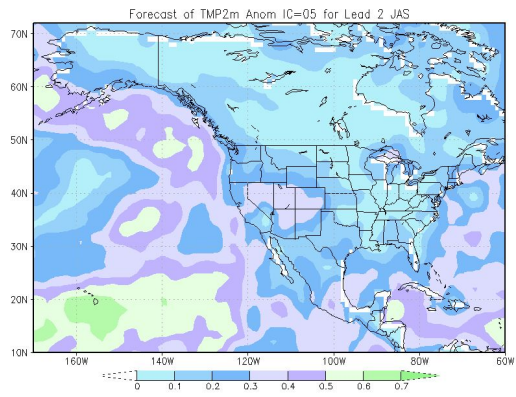 Forecast of TMP2m Anom IC=05 for Lead 2 JAS
70N
60N
50N
40N
30N
20N
10N
160W 140W 120W 100W 80W 60W
0 0.1 0.2 0.3 0.4 0.5 0.6 0.7